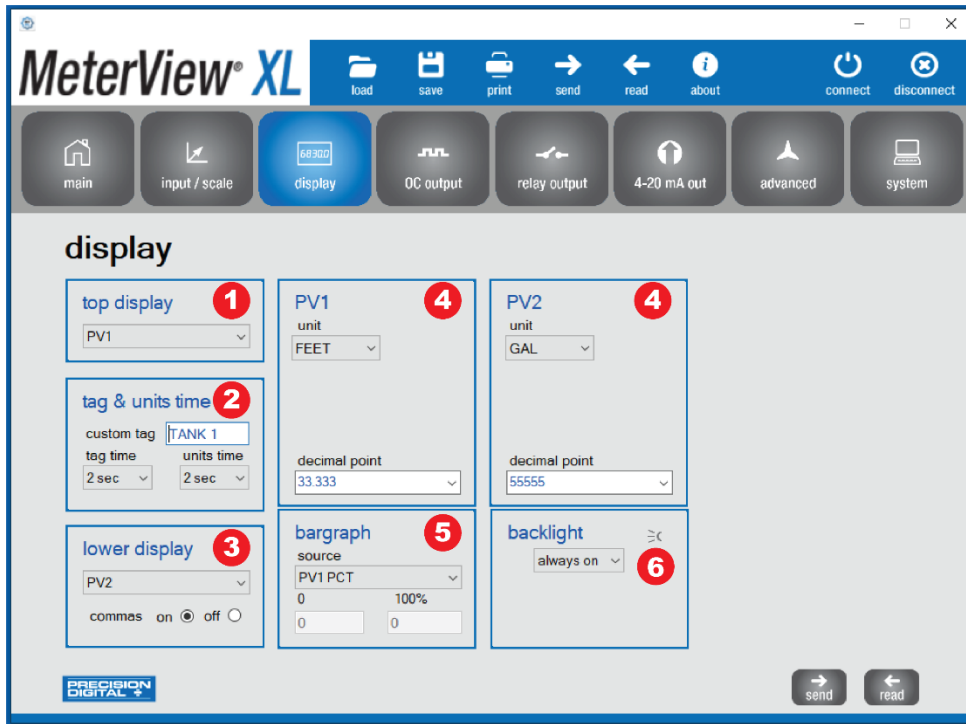 MeterView® XL
load
save
print
send
read
about
connect
disconnect
main
input / scale
6830.0
display
OC output
relay output
4-20 mA out
advanced
system
display
top display
1
PV1
tag & units time
2
custom tag TANK 1
tag time units time
2 sec 2 sec
lower display
3
PV2
commas on off
PV1
4
unit
FEET
decimal point
33.333
PV2
4
unit
GAL
decimal point
55555
bargraph
5
source
PV1 PCT
0 100%
0 0
backlight
always on
6
PRECISION
DIGITAL
send
read